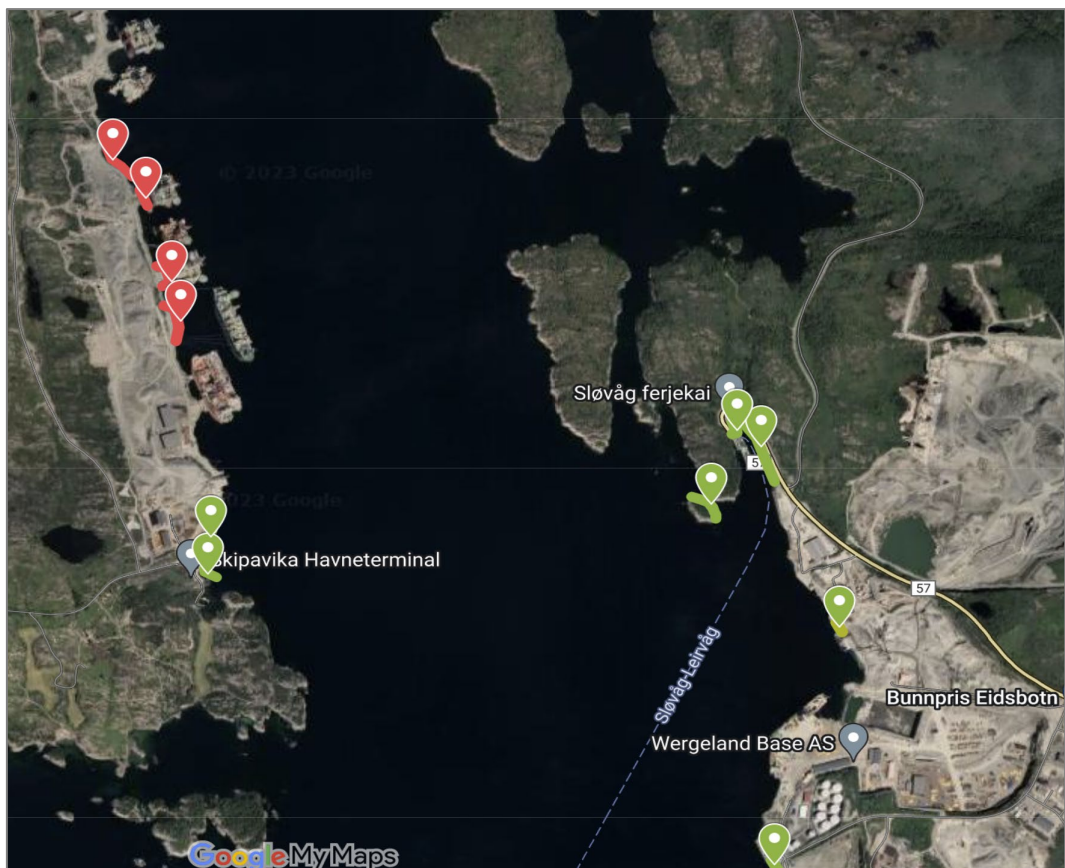 © 2023 Google
Sløvåg ferjekai
57
2023 Google
Skipavika Havneterminal
57
Sløvåg-Leirvåg
Bunnpris Eidsbotn
Wergeland Base AS
Google My Maps